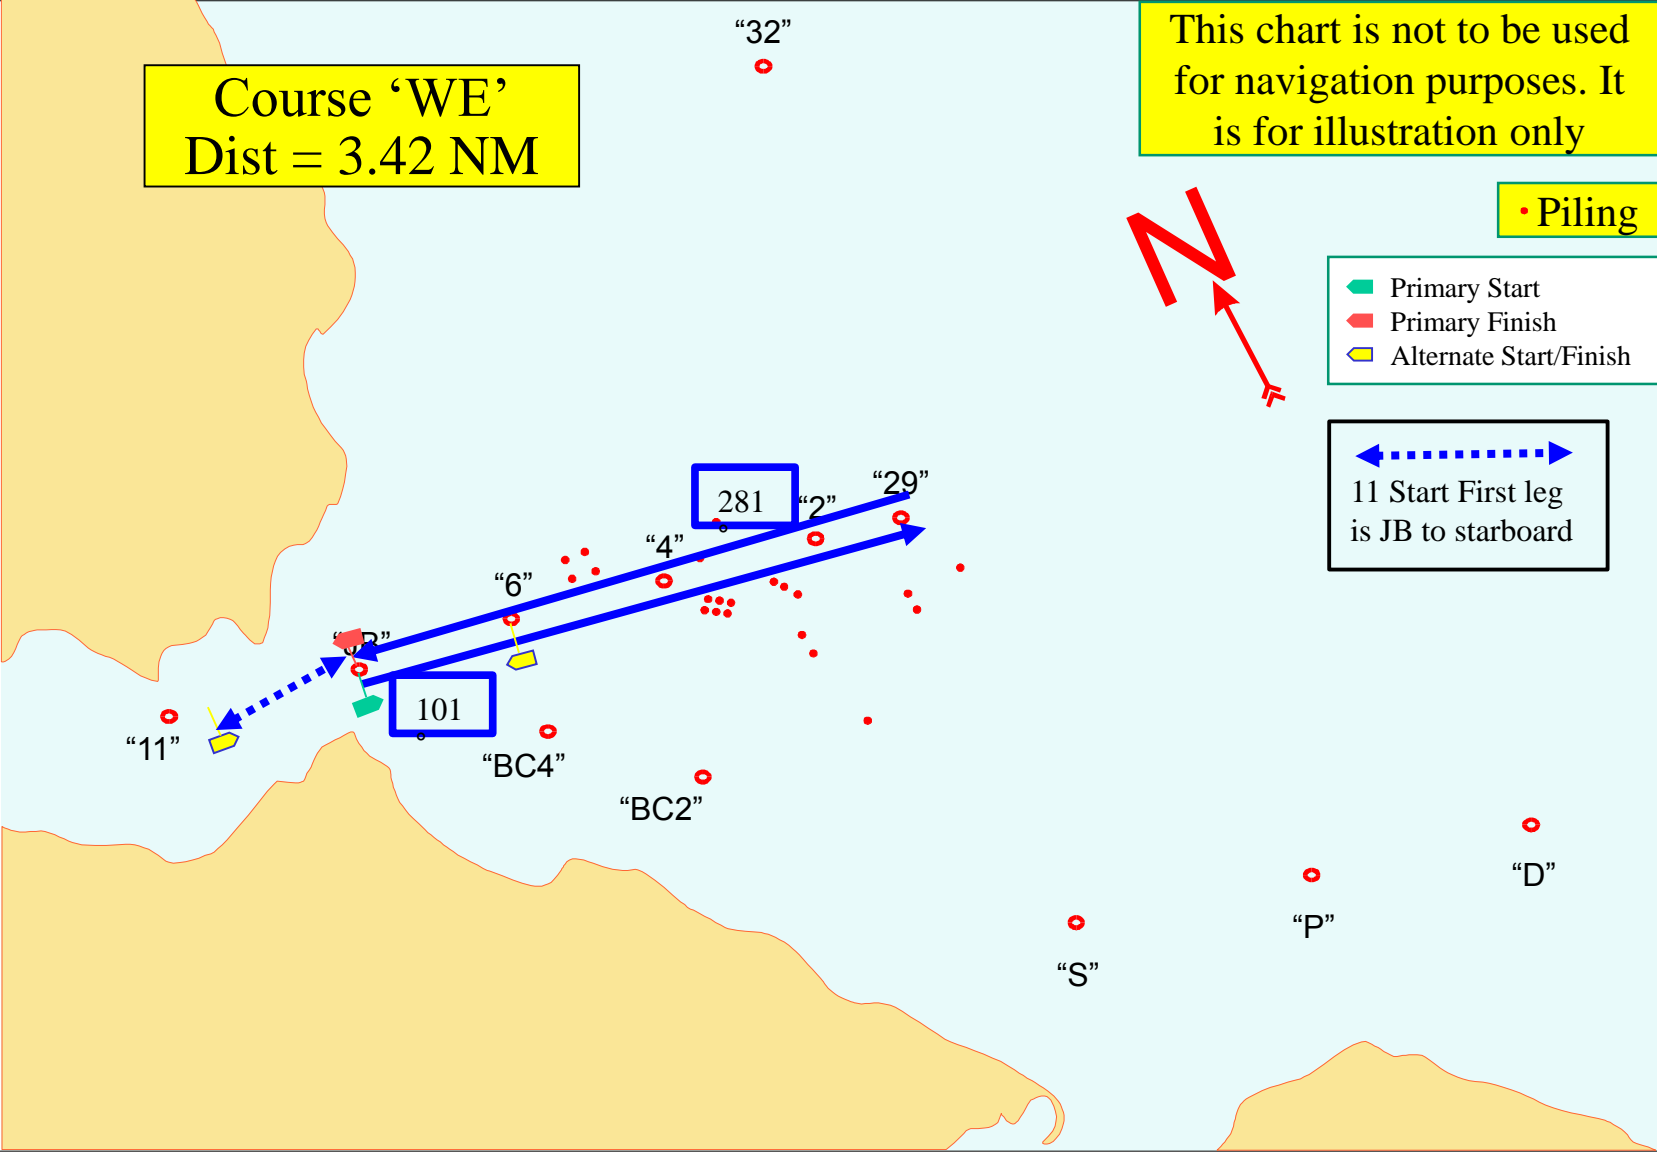 “32”
This chart is not to be used
for navigation purposes. It
is for illustration only
Course ‘WE’
Dist = 3.42 NM
N
Piling
Primary Start
Primary Finish
Alternate Start/Finish
11 Start First leg
is JB to starboard
281°
“2”
“29”
“4”
“6”
“JB”
101°
“11”
“BC4”
“BC2”
“D”
“P”
“S”